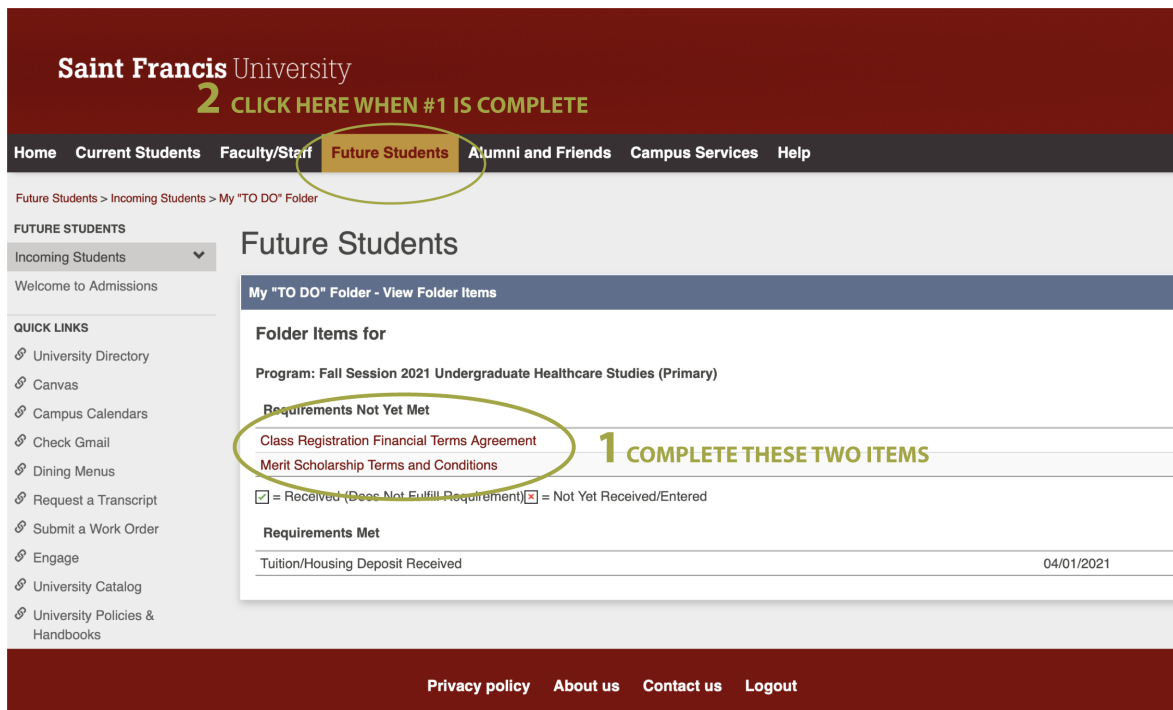 Saint Francis University
2 CLICK HERE WHEN #1 IS COMPLETE
Home Current Students Faculty/Staff Future Students Alumni and Friends Campus Services Help
Future Students > Incoming Students > My "TO DO" Folder
FUTURE STUDENTS
Incoming Students
Welcome to Admissions
QUICK LINKS
University Directory
Canvas
Campus Calendars
Check Gmail
Dining Menus
Request a Transcript
Submit a Work Order
Engage
University Catalog
University Policies &
Handbooks
Future Students
My "TO DO" Folder - View Folder Items
Folder Items for
Program: Fall Session 2021 Undergraduate Healthcare Studies (Primary)
Requirements Not Yet Met
Class Registration Financial Terms Agreement
Merit Scholarship Terms and Conditions
1 COMPLETE THESE TWO ITEMS
= Received (Does Not Fulfill Requirement) = Not Yet Received/Entered
Requirements Met
Tuition/Housing Deposit Received 04/01/2021
Privacy policy About us Contact us Logout